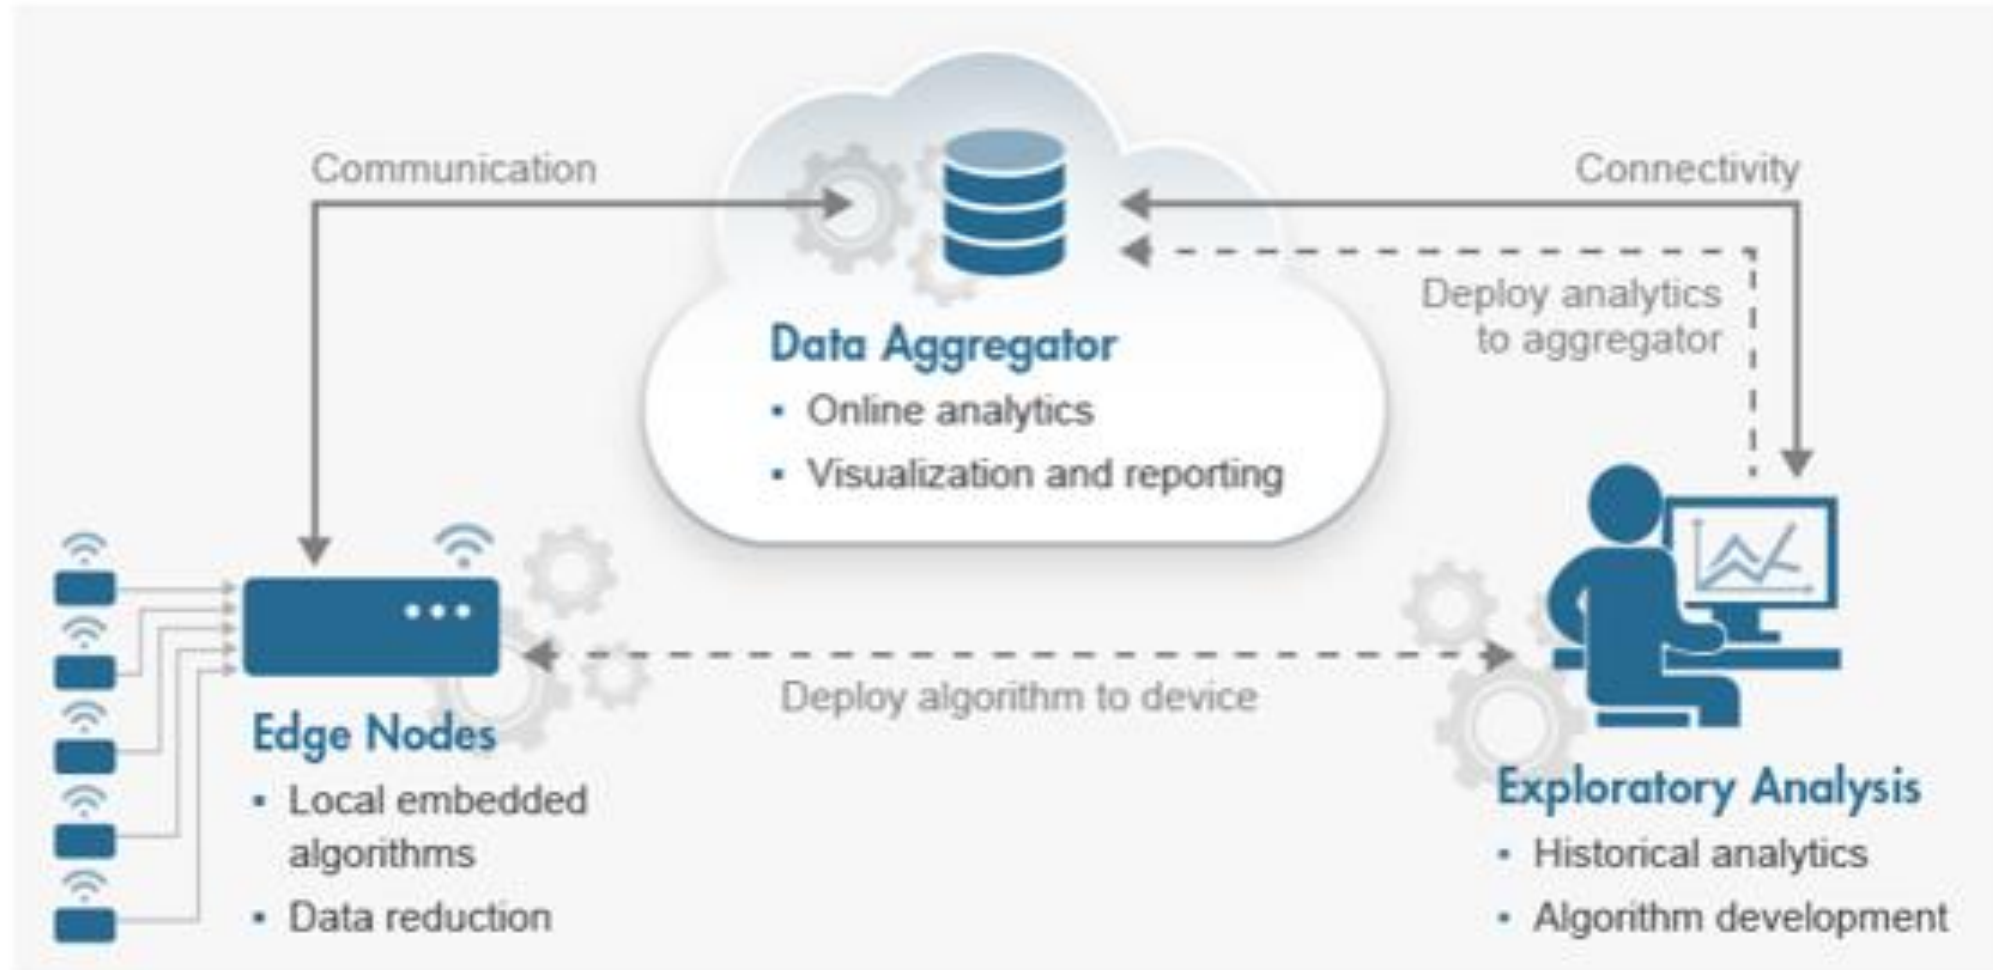 Communication
Connectivity
Deploy analytics
to aggregator
Data Aggregator
▪ Online analytics
▪ Visualization and reporting
Deploy algorithm to device
Edge Nodes
▪ Local embedded
algorithms
▪ Data reduction
Exploratory Analysis
▪ Historical analytics
▪ Algorithm development